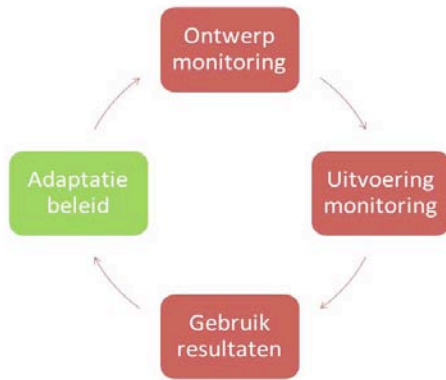 Ontwerp
monitoring
Uitvoering
monitoring
Gebruik
resultaten
Adaptatie
beleid